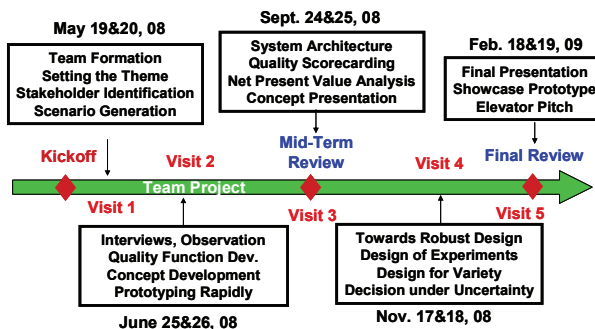 May 19&20, 08
Team Formation
Setting the Theme
Stakeholder Identification
Scenario Generation
Sept. 24&25, 08
System Architecture
Quality Scorecarding
Net Present Value Analysis
Concept Presentation
Feb. 18&19, 09
Final Presentation
Showcase Prototype
Elevator Pitch
Kickoff
Visit 2
Mid-Term
Review
Visit 4
Final Review
Team Project
Visit 1
Visit 3
Visit 5
Interviews, Observation
Quality Function Dev.
Concept Development
Prototyping Rapidly
June 25&26, 08
Towards Robust Design
Design of Experiments
Design for Variety
Decision under Uncertainty
Nov. 17&18, 08